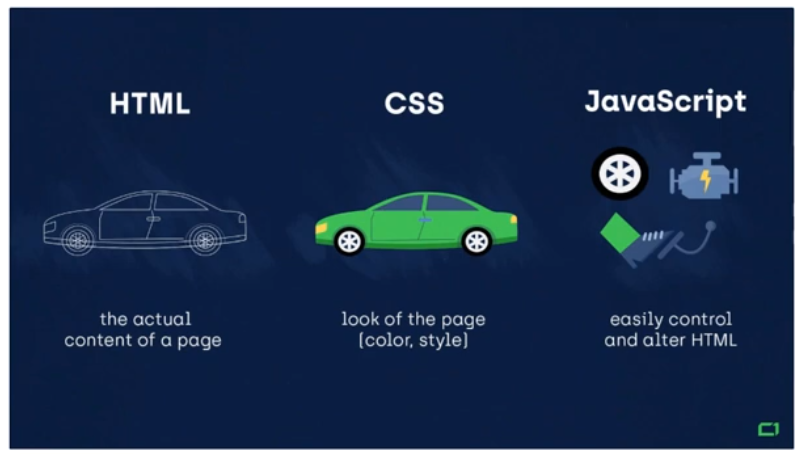 HTML
CSS
JavaScript
the actual
content of a page
look of the page
[color, style]
easily control
and alter HTML